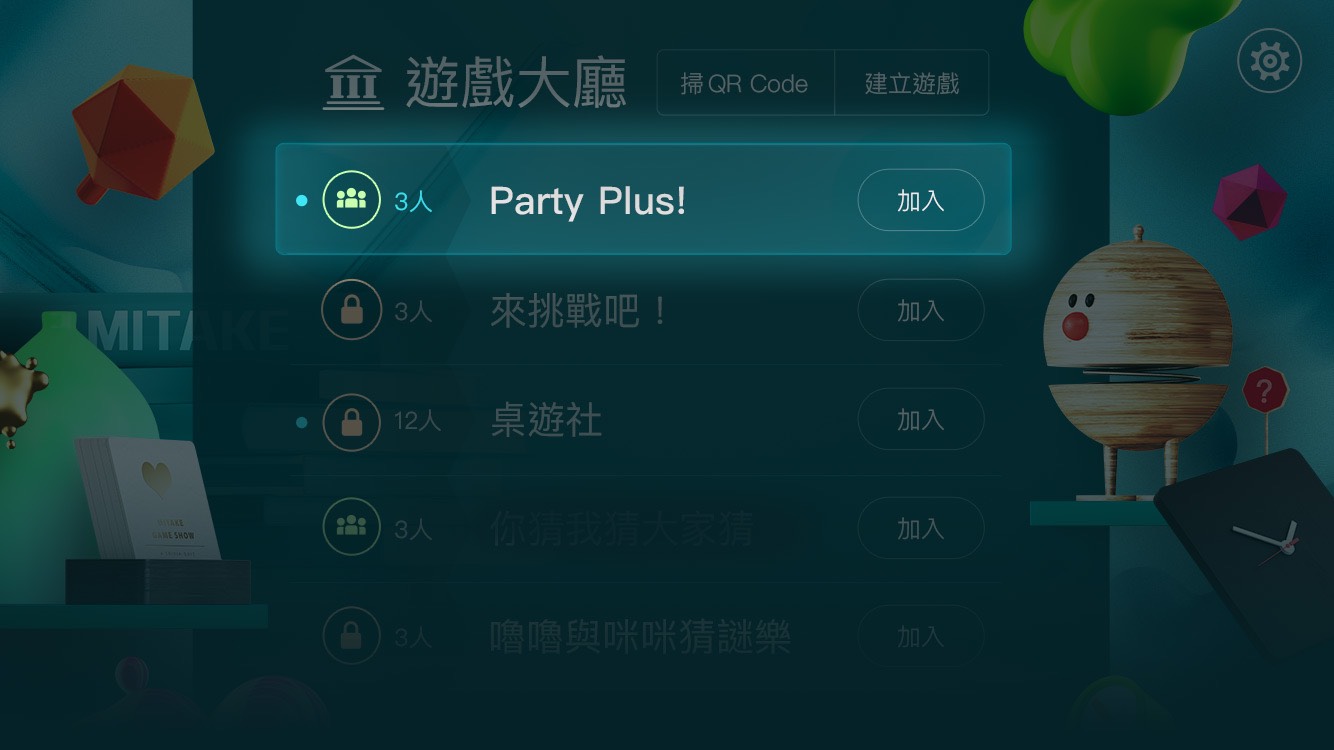 遊戲大廳
掃QR Code
建立遊戲
3人 Party Plus! 加入
3人 來挑戰吧！ 加入
12人 桌遊社 加入
3人 你猜我猜大家猜 加入
3人 嚕嚕與咪咪猜謎樂 加入
MITAKE
MITAKE
GAME SHOW
?